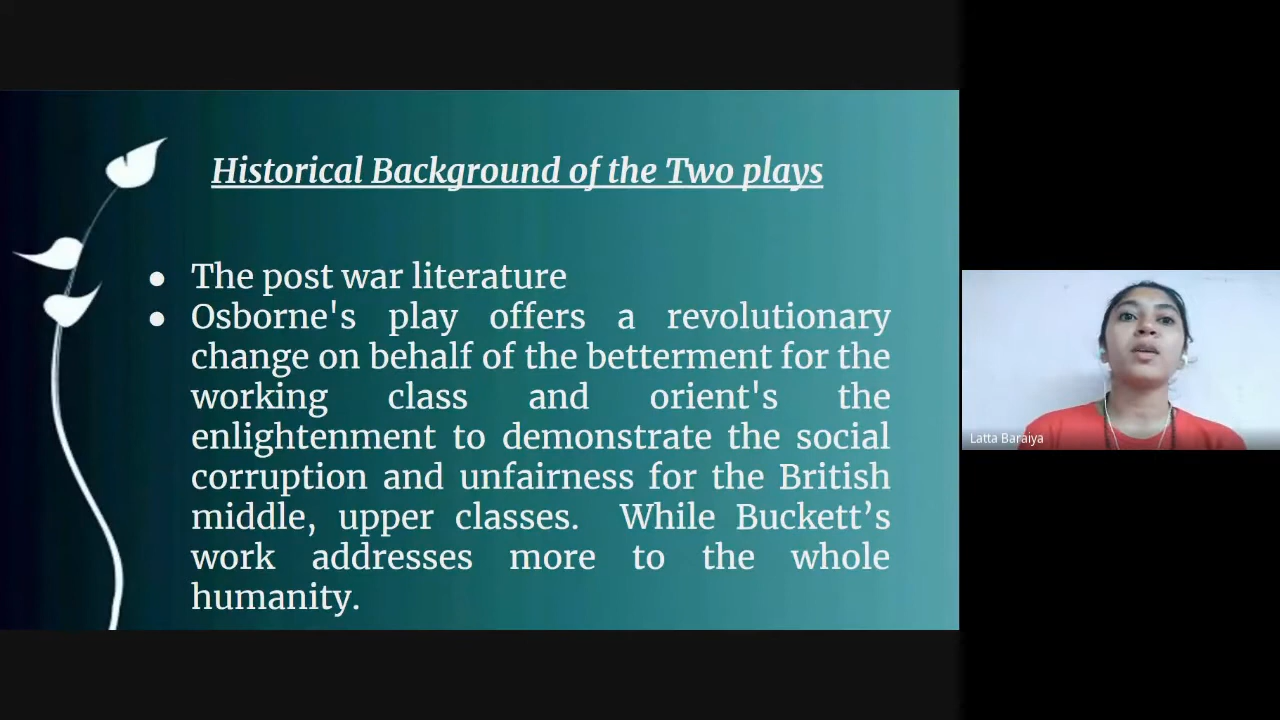 Historical Background of the Two plays
● The post war literature
● Osborne's play offers a revolutionary
change on behalf of the betterment for the
working class and orient's the
enlightenment to demonstrate the social
corruption and unfairness for the British
middle, upper classes. While Buckett’s
work addresses more to the whole
humanity.
Latta Baraiya